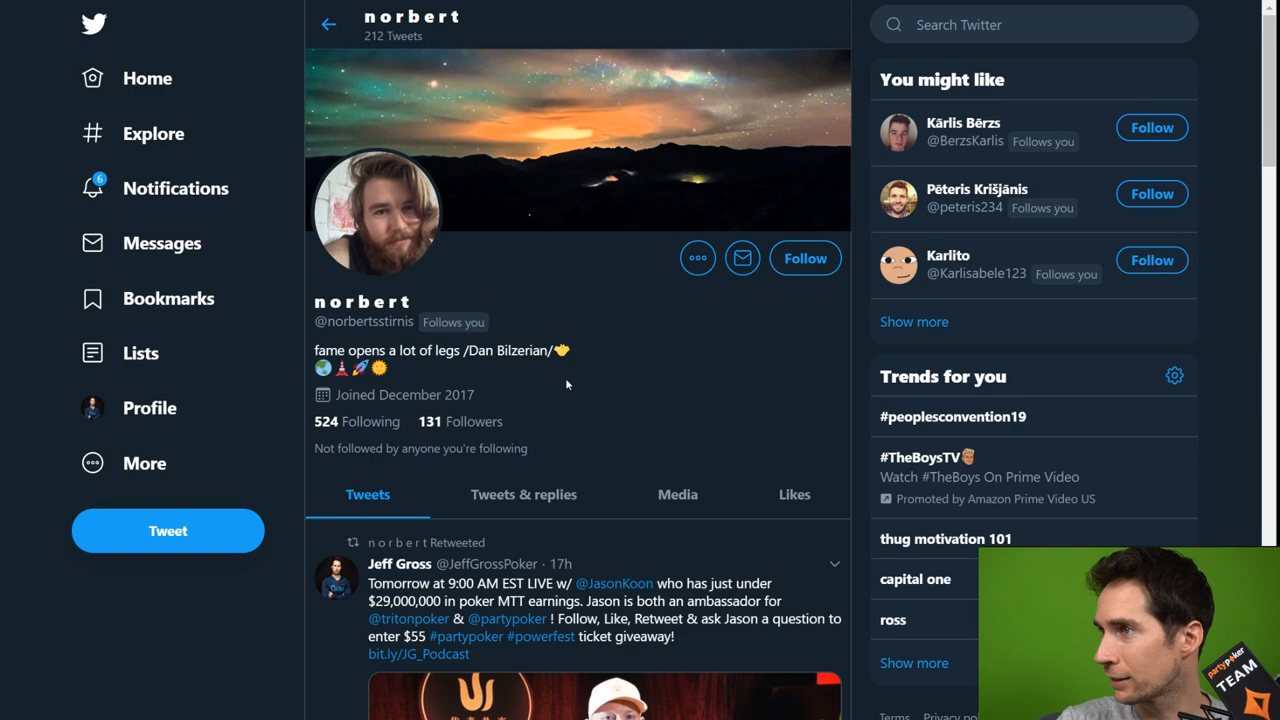 Home
Explore
6
Notifications
Messages
Bookmarks
Lists
Profile
More
Tweet
n o r b e r t
212 Tweets
Follow
n o r b e r t
@norbertsstirnis Follows you
fame opens a lot of legs /Dan Bilzerian/
Joined December 2017
524 Following 131 Followers
Not followed by anyone you're following
Tweets Tweets & replies Media Likes
n o r b e r t Retweeted
Jeff Gross @JeffGrossPoker · 17h
Tomorrow at 9:00 AM EST LIVE w/ @JasonKoon who has just under
$29,000,000 in poker MTT earnings. Jason is both an ambassador for
@tritonpoker & @partypoker ! Follow, Like, Retweet & ask Jason a question to
enter $55 #partypoker #powerfest ticket giveaway!
bit.ly/JG_Podcast
Search Twitter
You might like
Kārlis Bērzs
@BerzsKarlis Follows you
Follow
Pēteris Krišjānis
@peteris234 Follows you
Follow
Karlito
@Karlisabele123 Follows you
Follow
Show more
Trends for you
#peoplesconvention19
#TheBoysTV
Watch #TheBoys On Prime Video
Promoted by Amazon Prime Video US
thug motivation 101
capital one
ross
Show more
Terms Privacy po
partypoker
TEAM